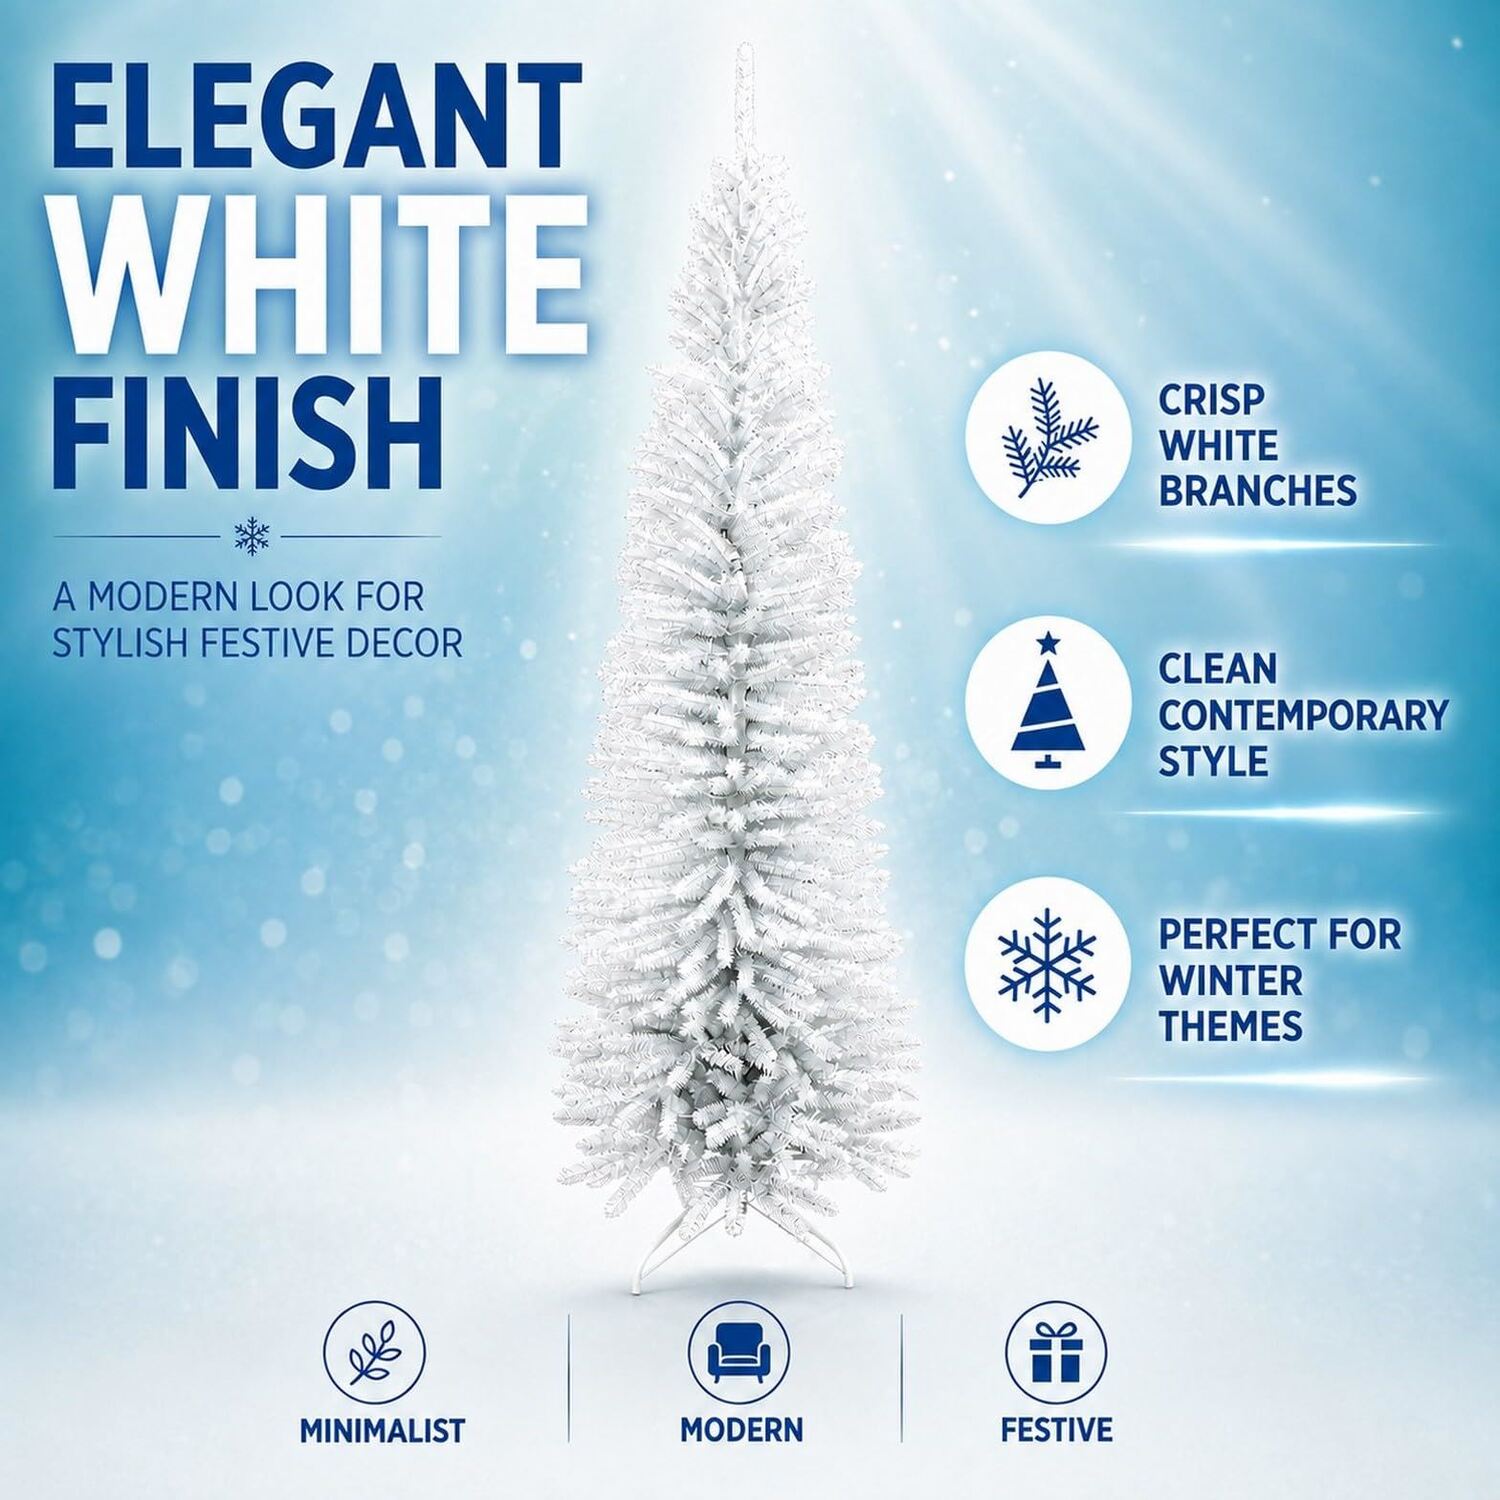 ELEGANT
WHITE
FINISH
A MODERN LOOK FOR
STYLISH FESTIVE DECOR
CRISP
WHITE
BRANCHES
CLEAN
CONTEMPORARY
STYLE
PERFECT FOR
WINTER
THEMES
MINIMALIST
MODERN
FESTIVE